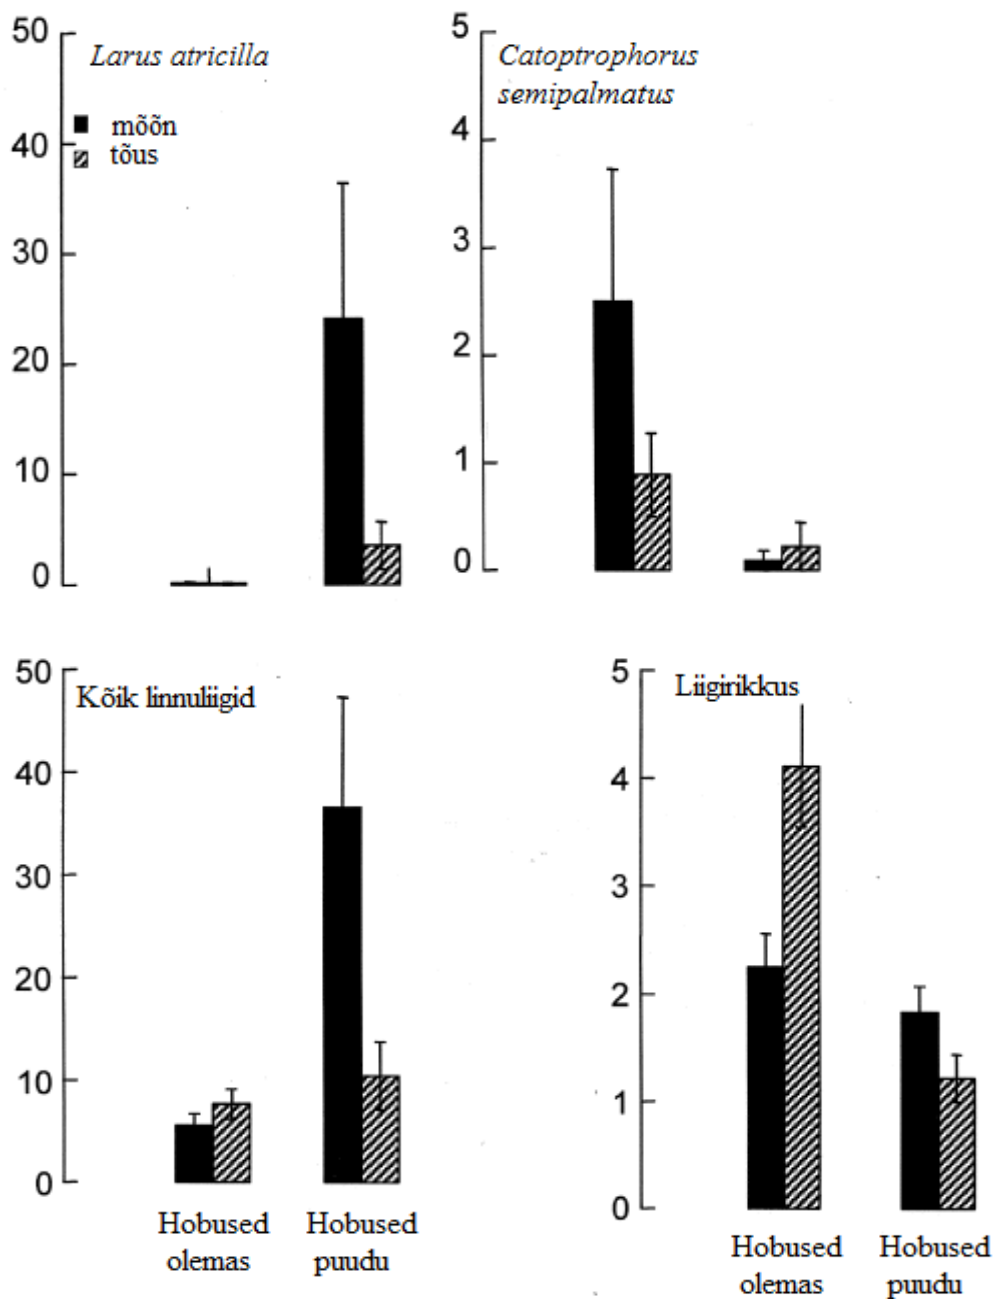 50
40
30
20
10
0
Larus atricilla
mõõn
tõus
5
4
3
2
1
0
Catoptrophorus
semipalmatus
50
40
30
20
10
0
Kõik linnuliigid
Hobused
olemas
Hobused
puudu
5
4
3
2
1
0
Liigirikkus
Hobused
olemas
Hobused
puudu